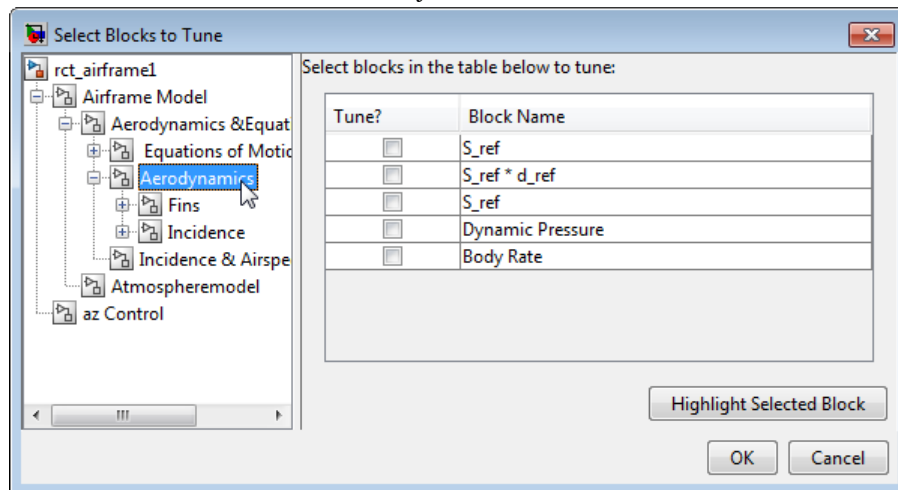 Select Blocks to Tune
rct_airframe1
Airframe Model
Aerodynamics &Equat
Equations of Motic
Aerodynamics
Fins
Incidence
Incidence & Airspe
Atmospheremodel
az Control
Select blocks in the table below to tune:
Tune? Block Name
S_ref
S_ref * d_ref
S_ref
Dynamic Pressure
Body Rate
Highlight Selected Block
OK Cancel